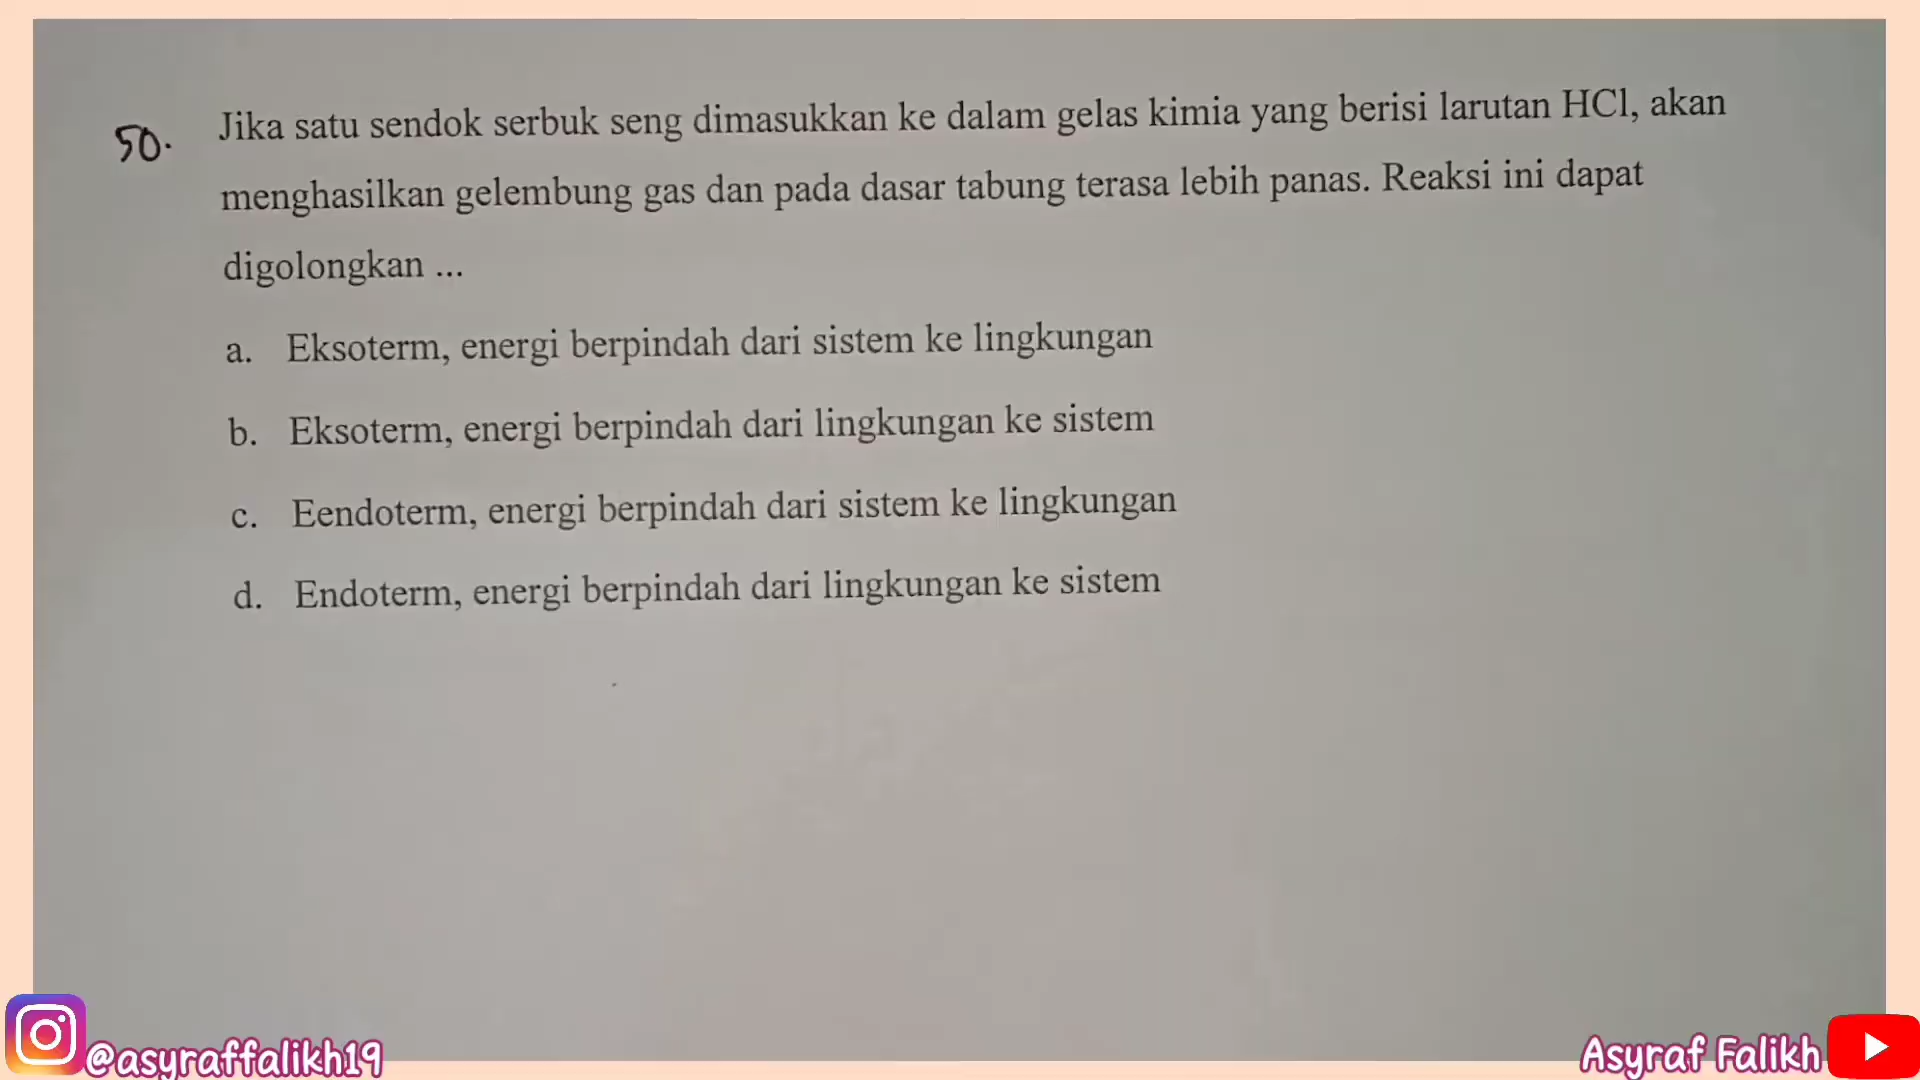 50. Jika satu sendok serbuk seng dimasukkan ke dalam gelas kimia yang berisi larutan HCl, akan
menghasilkan gelembung gas dan pada dasar tabung terasa lebih panas. Reaksi ini dapat
digolongkan ...
a. Eksoterm, energi berpindah dari sistem ke lingkungan
b. Eksoterm, energi berpindah dari lingkungan ke sistem
c. Eendoterm, energi berpindah dari sistem ke lingkungan
d. Endoterm, energi berpindah dari lingkungan ke sistem
@asyraffalikh19
Asyraf Falikh